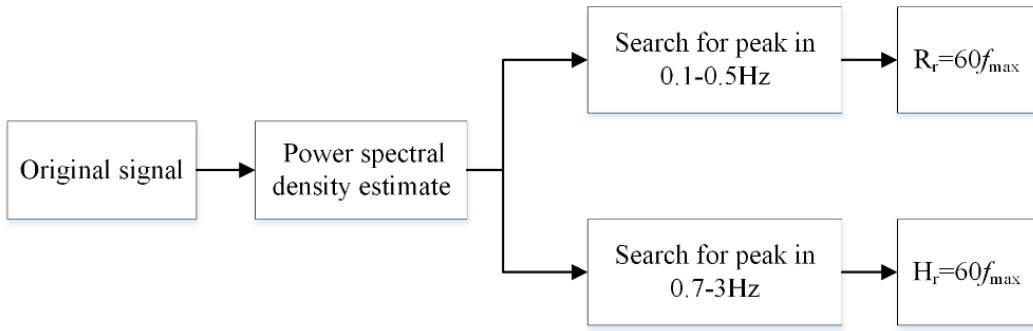 Original signal
Power spectral
density estimate
Search for peak in
0.1-0.5Hz
Rr=60fmax
Search for peak in
0.7-3Hz
Hr=60fmax